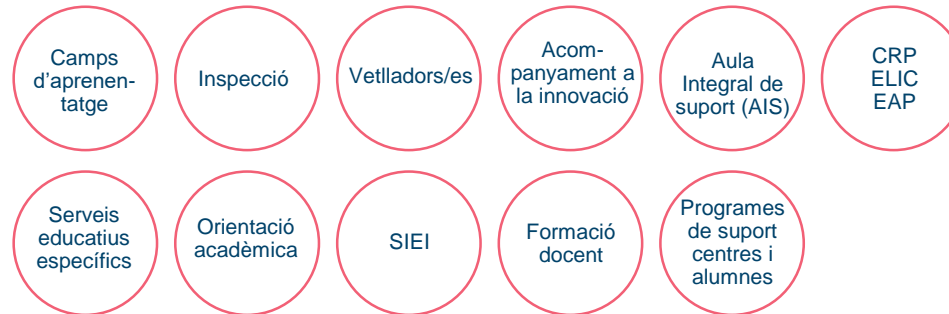 Camps
d'aprenen-
tatge
Inspecció
Vetlladors/es
Acom-
panyament a
la innovació
Aula
Integral de
suport (AIS)
CRP
ELIC
EAP
Serveis
educatius
específics
Orientació
acadèmica
SIEI
Formació
docent
Programes
de suport
centres i
alumnes